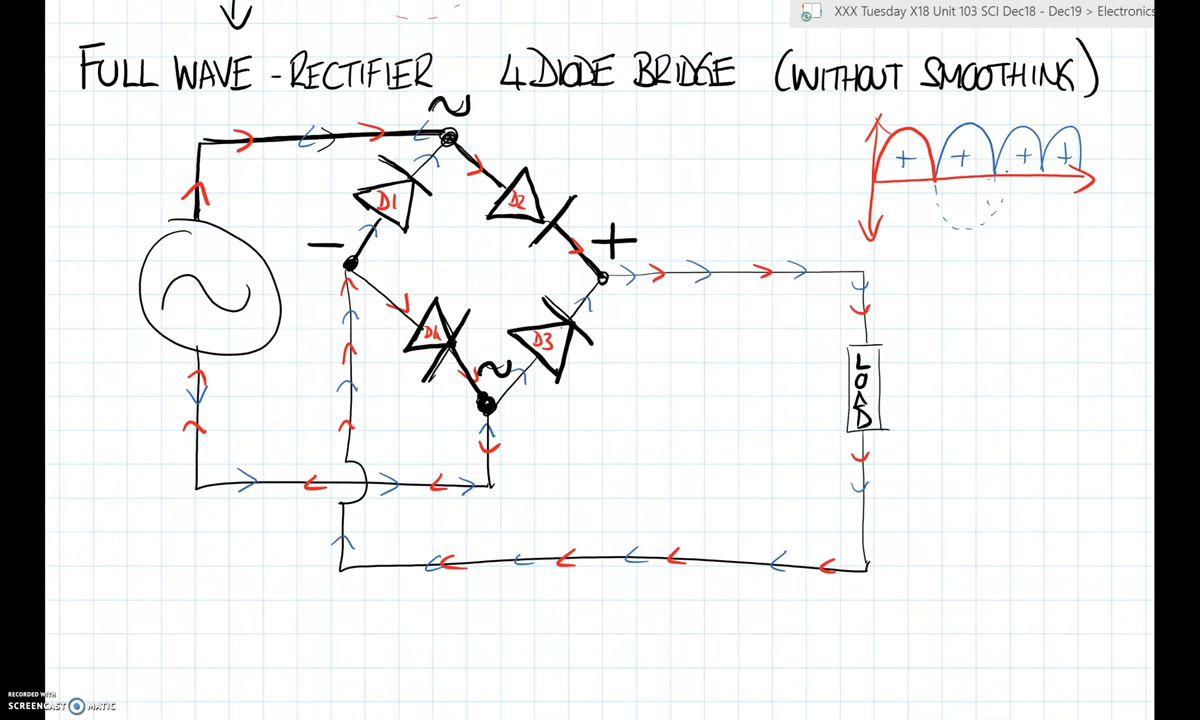 XXX Tuesday X18 Unit 103 SCI Dec18 - Dec19 > Electronics
FULL WAVE - RECTIFIER 4 DIODE BRIDGE (WITHOUT SMOOTHING)
~
+ + + +
D1 D2
- +
D4 D3
~
LOAD
RECORDED WITH
SCREENCAST MATIC